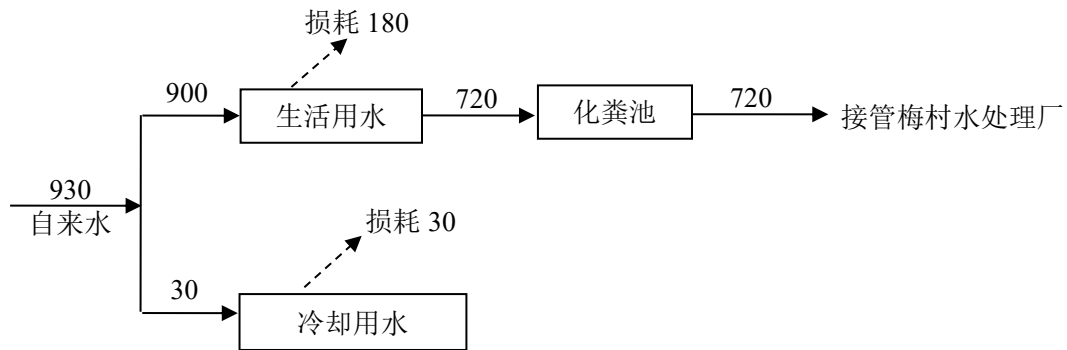 损耗 180
900
生活用水
720
化粪池
720
接管梅村水处理厂
930
自来水
损耗 30
30
冷却用水